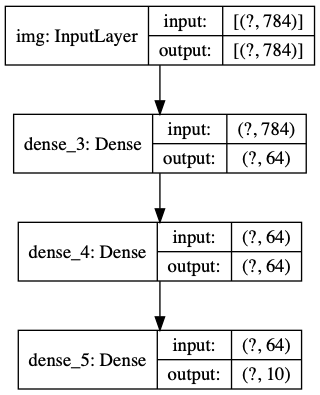 img: InputLayer
input:
[(?, 784)]
output:
[(?, 784)]
dense_3: Dense
input:
(?, 784)
output:
(?, 64)
dense_4: Dense
input:
(?, 64)
output:
(?, 64)
dense_5: Dense
input:
(?, 64)
output:
(?, 10)